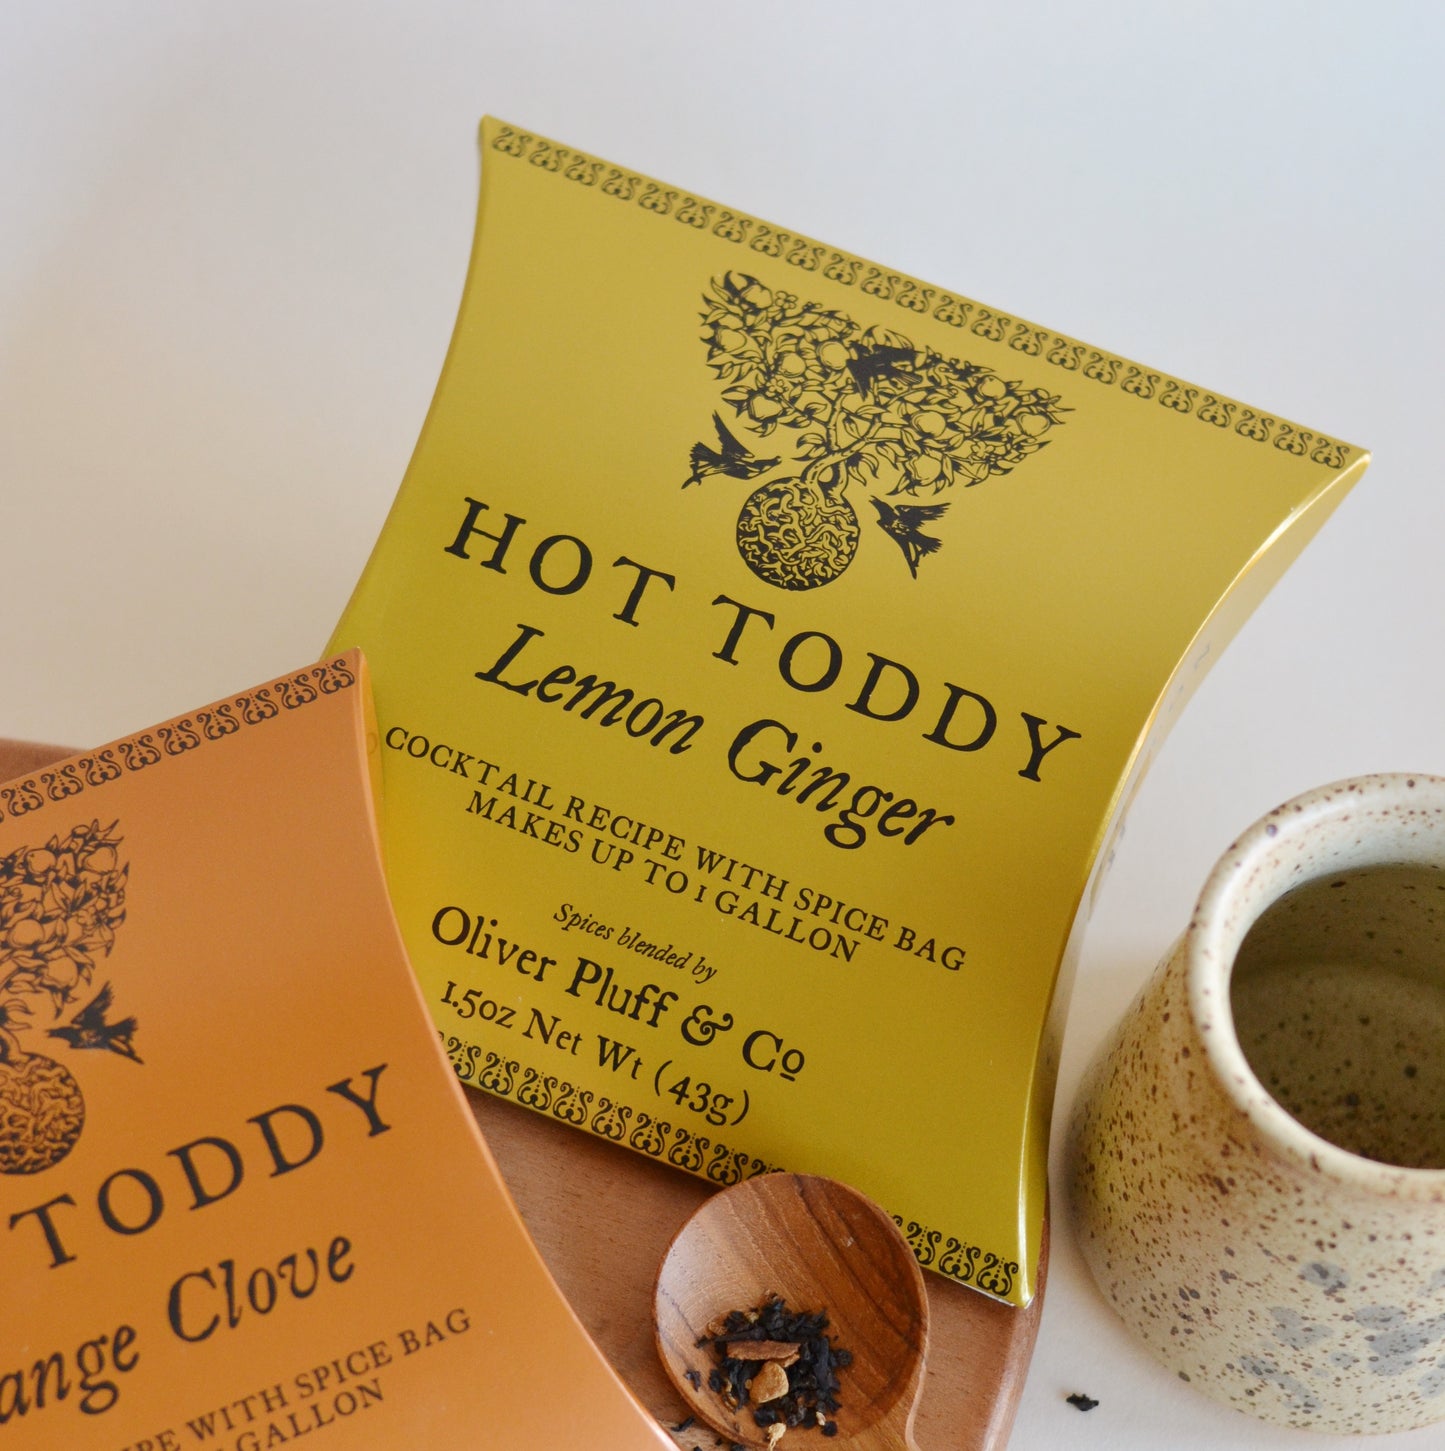 HOT TODDY
Lemon Ginger
COCKTAIL RECIPE WITH SPICE BAG
MAKES UP TO 1 GALLON
Spices blended by
Oliver Pluff & Co
1.5oz Net Wt (43g)
TODDY
ange Clove
WITH SPICE BAG
GALLON